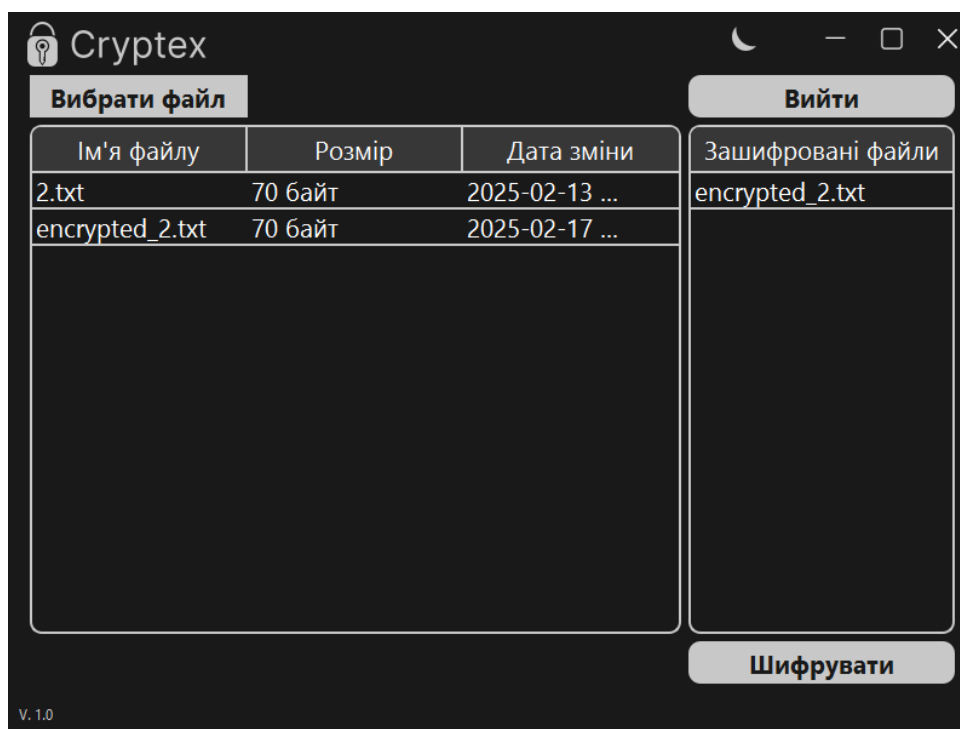 Cryptex
Вибрати файл
Вийти
Ім'я файлу Розмір Дата зміни
Зашифровані файли
2.txt 70 байт 2025-02-13 ...
encrypted_2.txt
encrypted_2.txt 70 байт 2025-02-17 ...
Шифрувати
V. 1.0